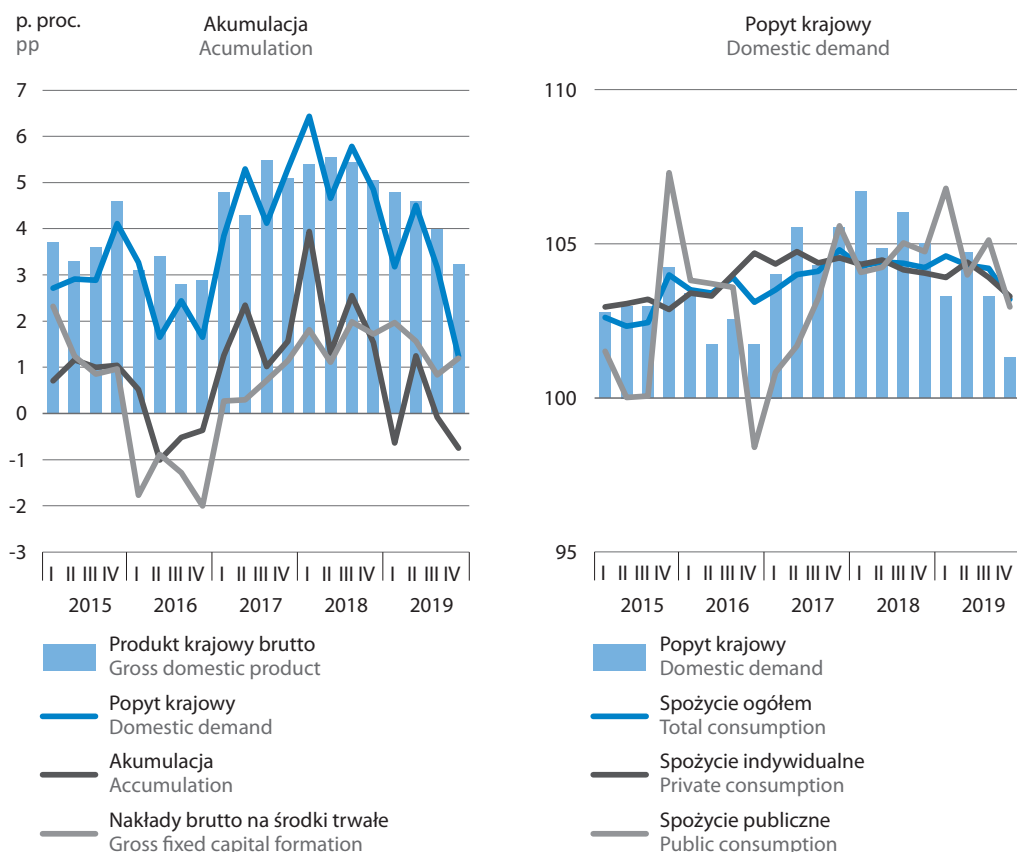 p. proc.
pp
Akumulacja
Acumulation
7
6
5
4
3
2
1
0
-1
-2
-3
I II III IV I II III IV I II III IV I II III IV I II III IV
2015 2016 2017 2018 2019
Produkt krajowy brutto
Gross domestic product
Popyt krajowy
Domestic demand
Akumulacja
Accumulation
Nakłady brutto na środki trwałe
Gross fixed capital formation
Popyt krajowy
Domestic demand
110
105
100
95
I II III IV I II III IV I II III IV I II III IV I II III IV
2015 2016 2017 2018 2019
Popyt krajowy
Domestic demand
Spożycie ogółem
Total consumption
Spożycie indywidualne
Private consumption
Spożycie publiczne
Public consumption